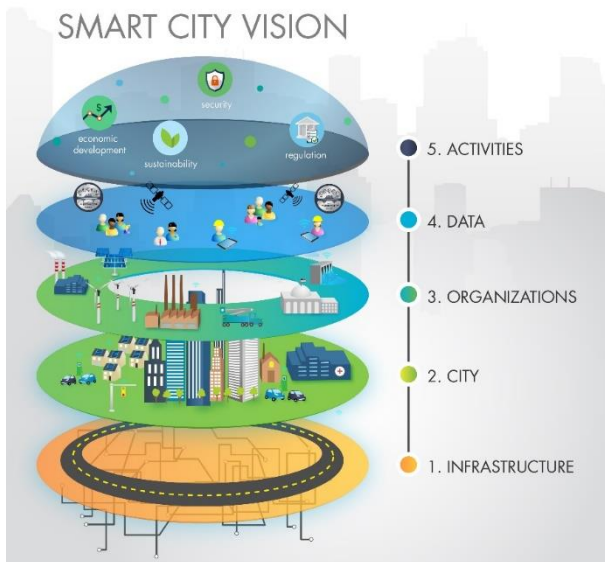 SMART CITY VISION
security
economic
development
sustainability
regulation
5. ACTIVITIES
4. DATA
3. ORGANIZATIONS
2. CITY
1. INFRASTRUCTURE